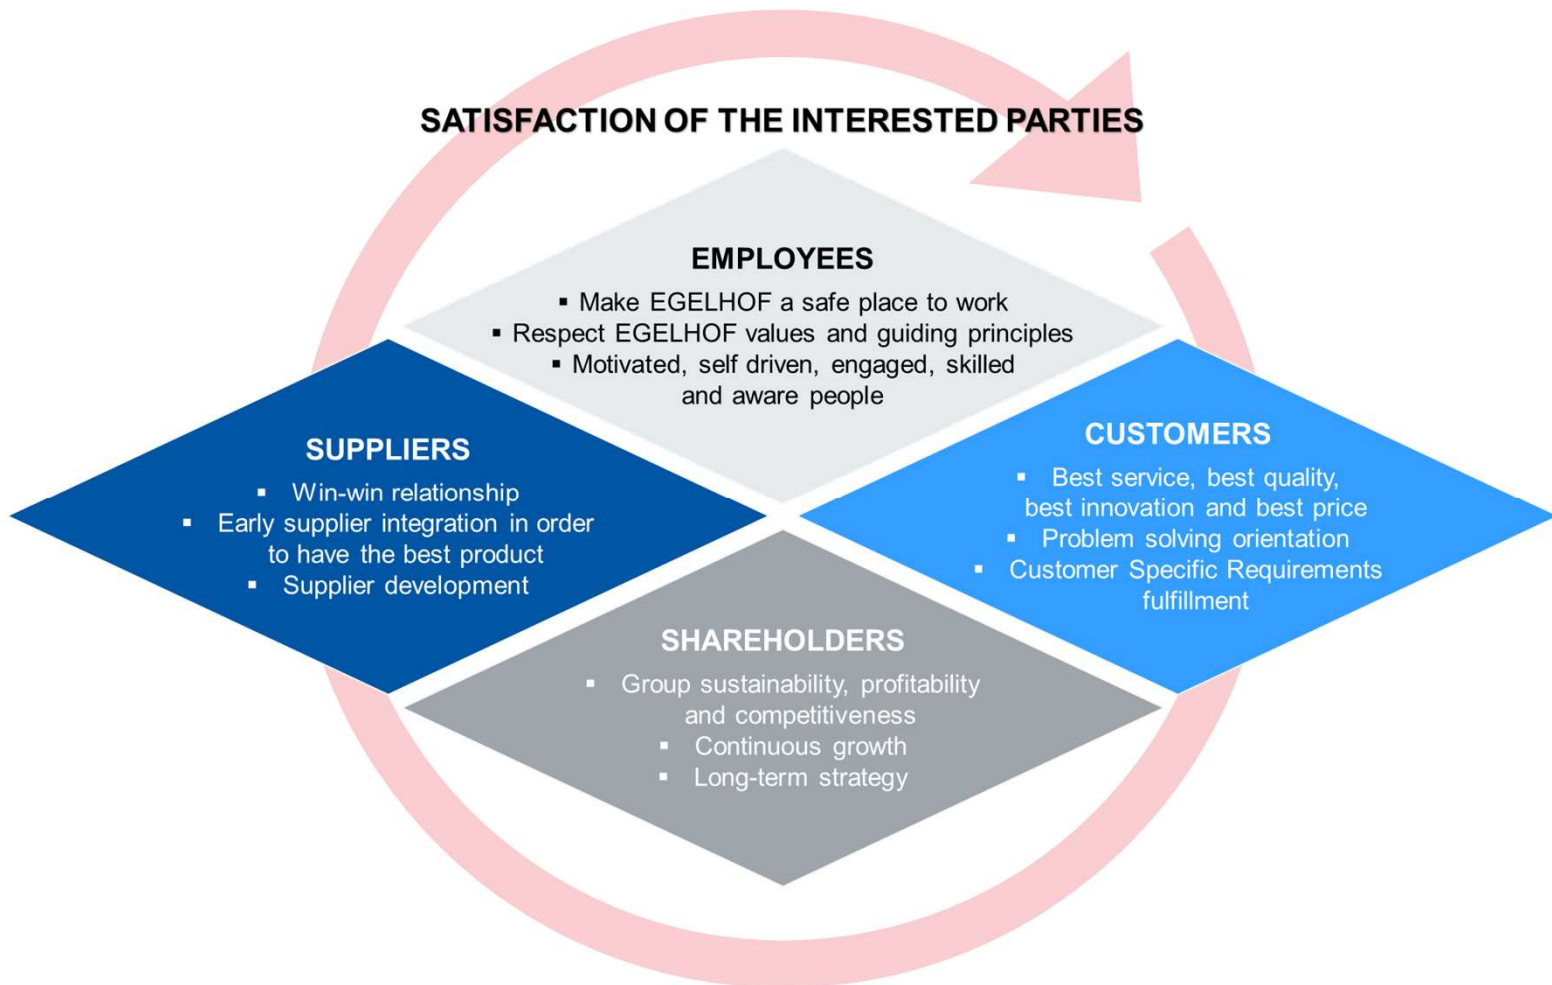 SATISFACTION OF THE INTERESTED PARTIES
EMPLOYEES
▪ Make EGELHOF a safe place to work
▪ Respect EGELHOF values and guiding principles
▪ Motivated, self driven, engaged, skilled
and aware people
SUPPLIERS
▪ Win-win relationship
▪ Early supplier integration in order
to have the best product
▪ Supplier development
CUSTOMERS
▪ Best service, best quality,
best innovation and best price
▪ Problem solving orientation
▪ Customer Specific Requirements
fulfillment
SHAREHOLDERS
▪ Group sustainability, profitability
and competitiveness
▪ Continuous growth
▪ Long-term strategy